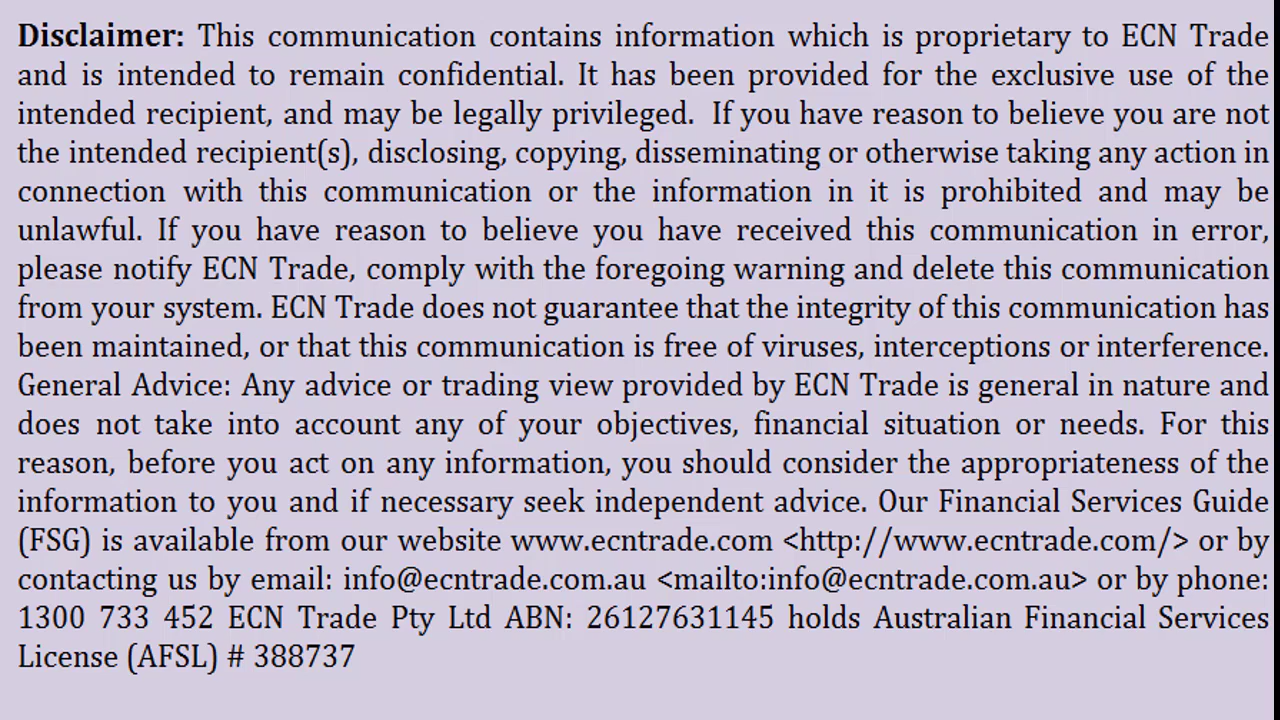 Disclaimer: This communication contains information which is proprietary to ECN Trade
and is intended to remain confidential. It has been provided for the exclusive use of the
intended recipient, and may be legally privileged.  If you have reason to believe you are not
the intended recipient(s), disclosing, copying, disseminating or otherwise taking any action in
connection with this communication or the information in it is prohibited and may be
unlawful. If you have reason to believe you have received this communication in error,
please notify ECN Trade, comply with the foregoing warning and delete this communication
from your system. ECN Trade does not guarantee that the integrity of this communication has
been maintained, or that this communication is free of viruses, interceptions or interference.
General Advice: Any advice or trading view provided by ECN Trade is general in nature and
does not take into account any of your objectives, financial situation or needs. For this
reason, before you act on any information, you should consider the appropriateness of the
information to you and if necessary seek independent advice. Our Financial Services Guide
(FSG) is available from our website www.ecntrade.com <http://www.ecntrade.com/> or by
contacting us by email: info@ecntrade.com.au <mailto:info@ecntrade.com.au> or by phone:
1300 733 452 ECN Trade Pty Ltd ABN: 26127631145 holds Australian Financial Services
License (AFSL) # 388737